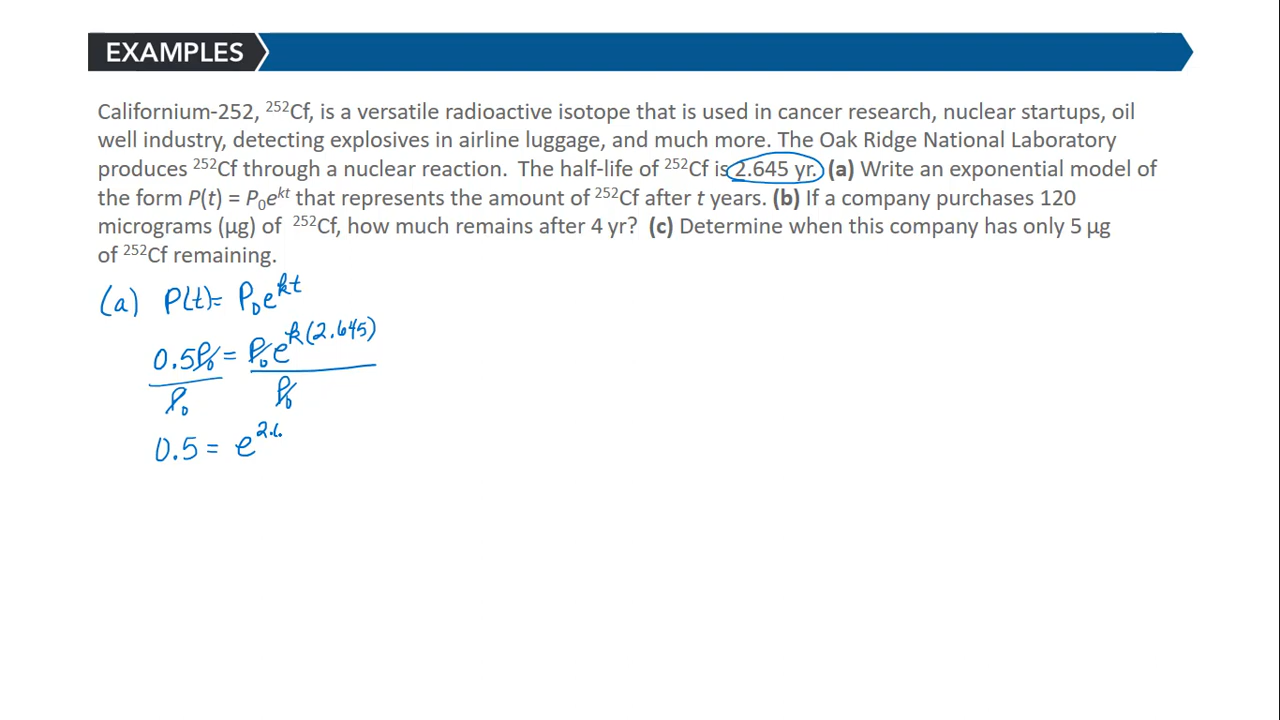 EXAMPLES
Californium-252, ²⁵²Cf, is a versatile radioactive isotope that is used in cancer research, nuclear startups, oil
well industry, detecting explosives in airline luggage, and much more. The Oak Ridge National Laboratory
produces ²⁵²Cf through a nuclear reaction. The half-life of ²⁵²Cf is 2.645 yr. (a) Write an exponential model of
the form P(t) = P₀eᵏᵗ that represents the amount of ²⁵²Cf after t years. (b) If a company purchases 120
micrograms (µg) of ²⁵²Cf, how much remains after 4 yr? (c) Determine when this company has only 5 µg
of ²⁵²Cf remaining.
(a) P(t) = P₀e^kt
0.5P₀ = P₀e^k(2.645)
P₀ P₀
0.5 = e^2.6